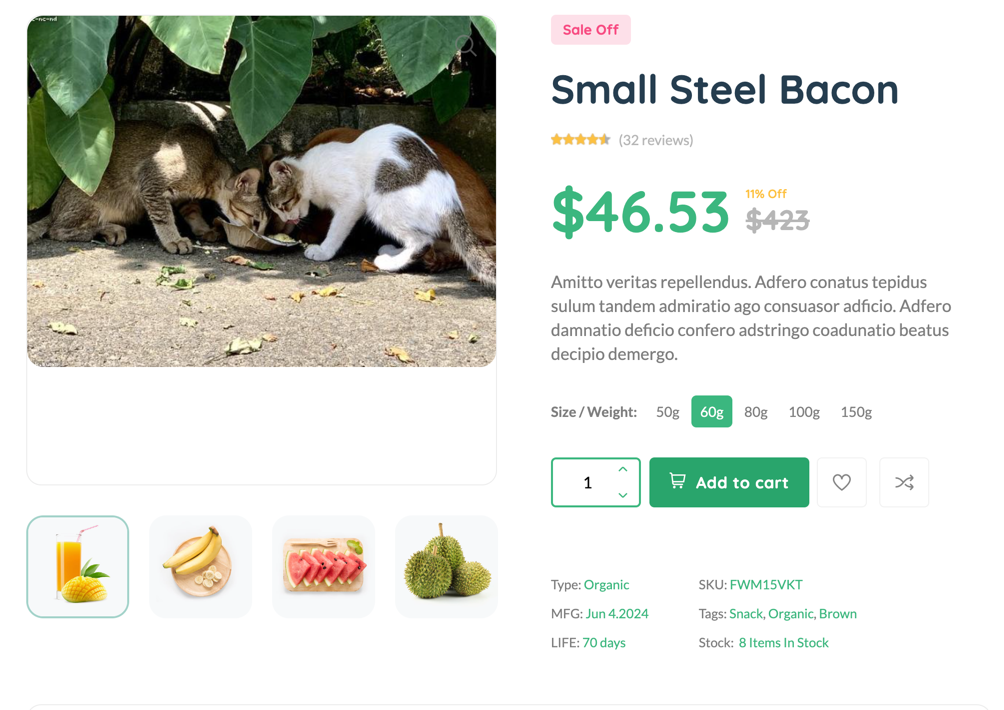 c-nc-nd
Sale Off
Small Steel Bacon
(32 reviews)
$46.53
11% Off
$423
Amitto veritas repellendus. Adfero conatus tepidus
sulum tandem admiratio ago consuasor adficio. Adfero
damnatio deficio confero adstringo coadunatio beatus
decipio demergo.
Size / Weight: 50g 60g 80g 100g 150g
1
Add to cart
Type: Organic
SKU: FWM15VKT
MFG: Jun 4.2024
Tags: Snack, Organic, Brown
LIFE: 70 days
Stock: 8 Items In Stock